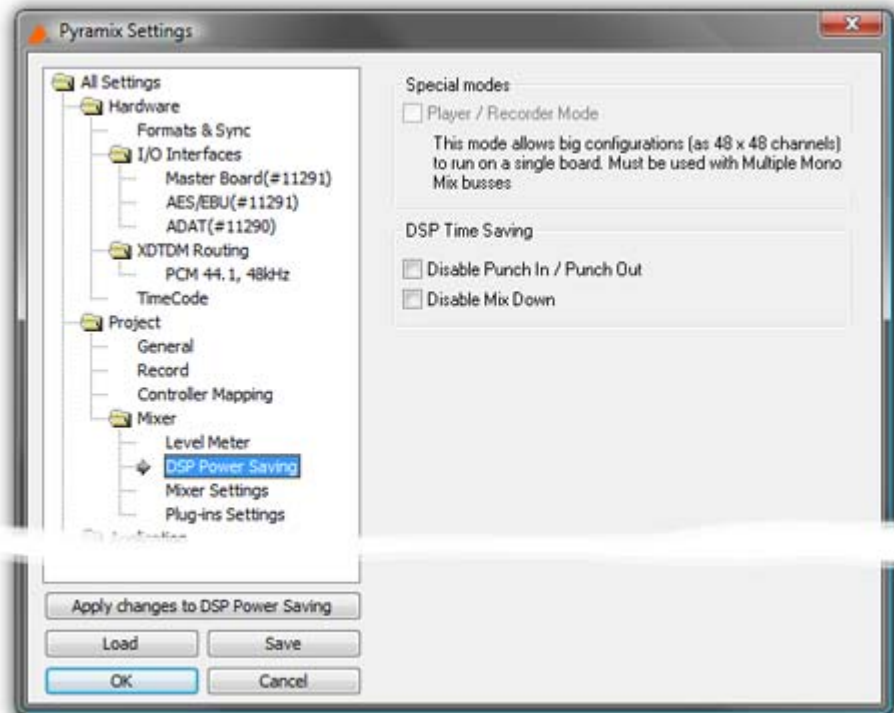 Pyramix Settings
All Settings
Hardware
Formats & Sync
I/O Interfaces
Master Board(#11291)
AES/EBU(#11291)
ADAT(#11290)
XDTDM Routing
PCM 44.1, 48kHz
TimeCode
Project
General
Record
Controller Mapping
Mixer
Level Meter
DSP Power Saving
Mixer Settings
Plug-ins Settings
Apply changes to DSP Power Saving
Load
Save
OK
Cancel
Special modes
Player / Recorder Mode
This mode allows big configurations (as 48 x 48 channels)
to run on a single board. Must be used with Multiple Mono
Mix busses
DSP Time Saving
Disable Punch In / Punch Out
Disable Mix Down